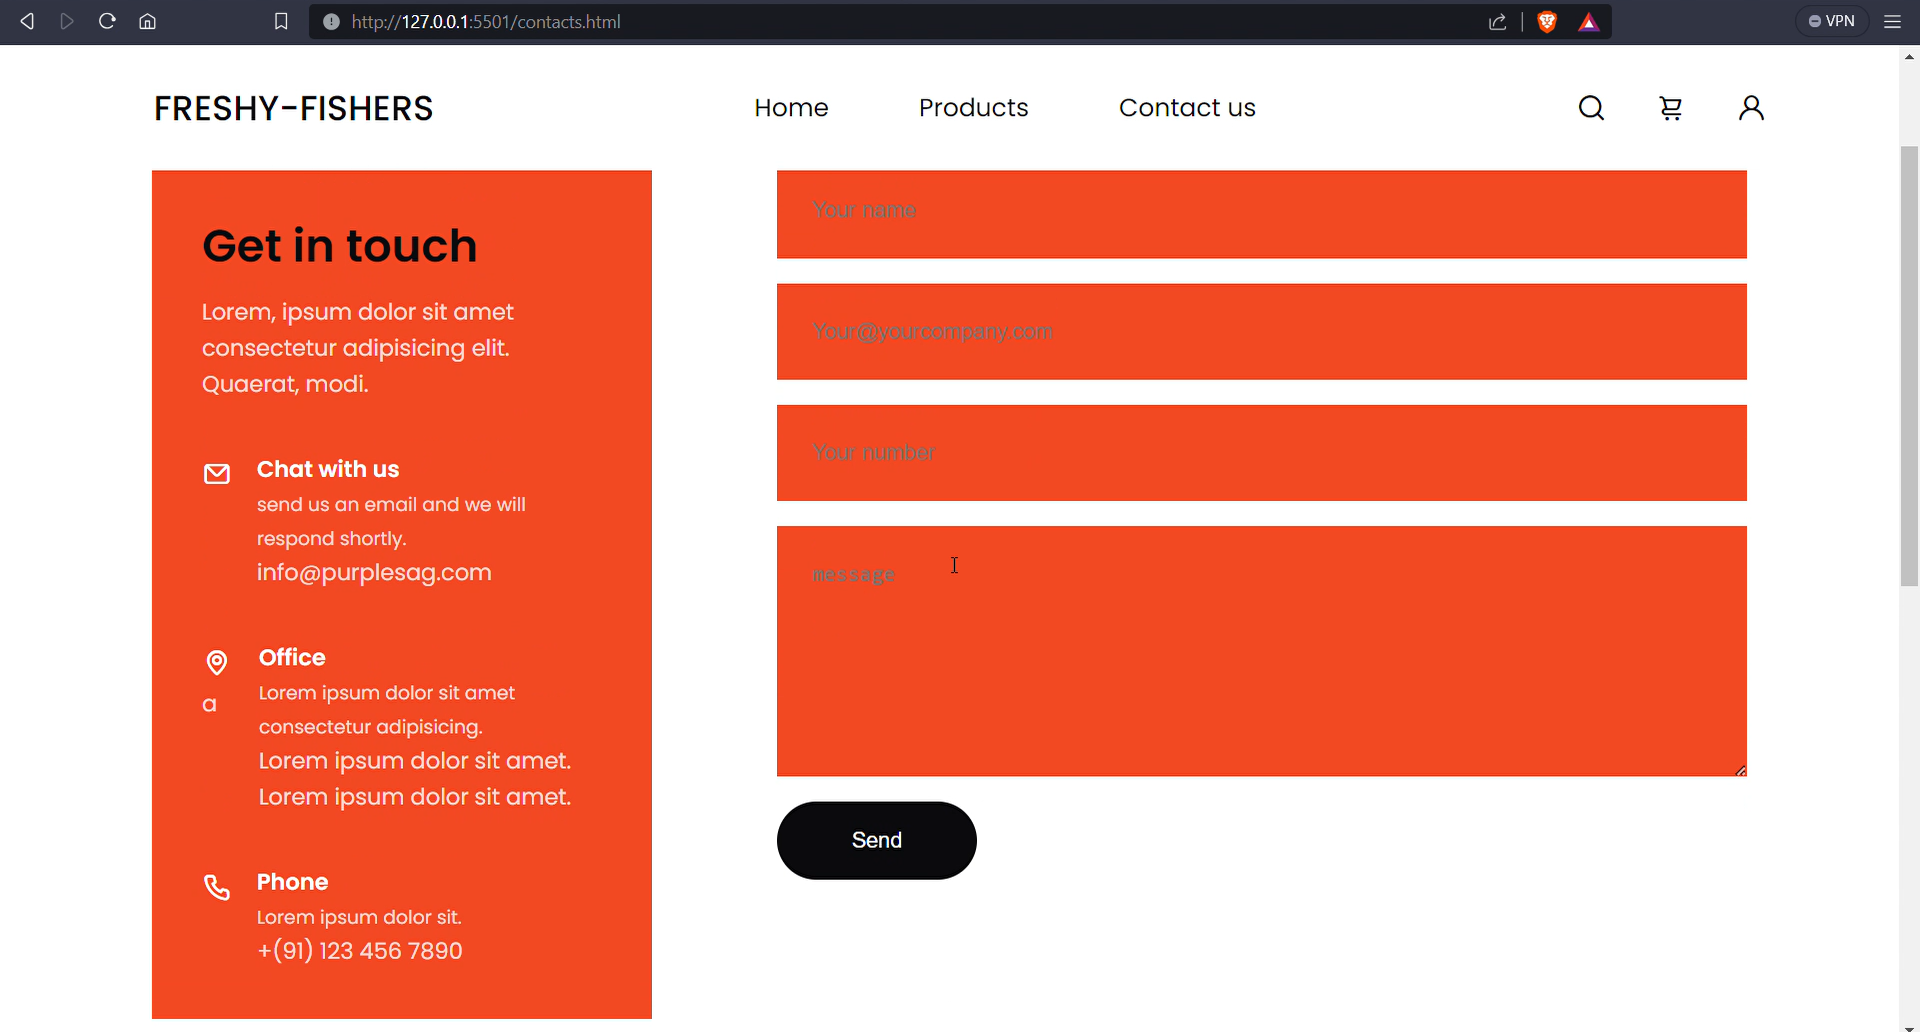 http://127.0.0.1:5501/contacts.html
VPN
FRESHY-FISHERS
Home
Products
Contact us
Get in touch
Lorem, ipsum dolor sit amet
consectetur adipisicing elit.
Quaerat, modi.
Chat with us
send us an email and we will
respond shortly.
info@purplesag.com
Office
a
Lorem ipsum dolor sit amet
consectetur adipisicing.
Lorem ipsum dolor sit amet.
Lorem ipsum dolor sit amet.
Phone
Lorem ipsum dolor sit.
+(91) 123 456 7890
Your name
Your@yourcompany.com
Your number
message
Send